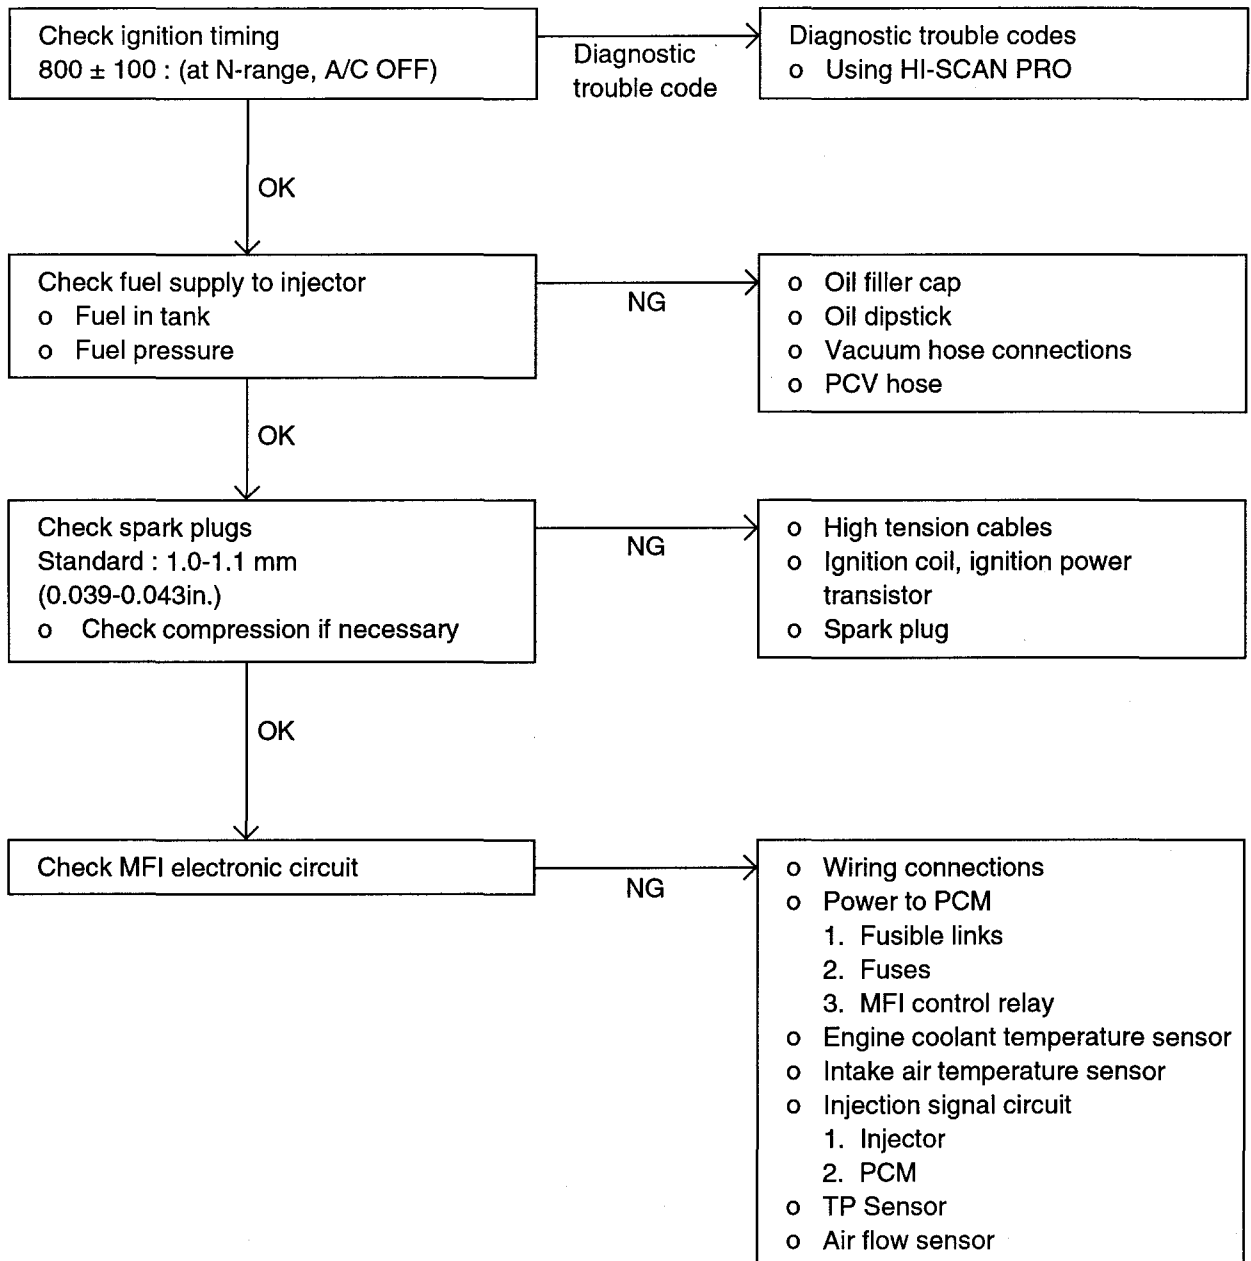 Check ignition timing
800 ± 100 : (at N-range, A/C OFF)
Diagnostic
trouble code
Diagnostic trouble codes
o Using HI-SCAN PRO
OK
Check fuel supply to injector
o Fuel in tank
o Fuel pressure
NG
o Oil filler cap
o Oil dipstick
o Vacuum hose connections
o PCV hose
OK
Check spark plugs
Standard : 1.0-1.1 mm
(0.039-0.043in.)
o Check compression if necessary
NG
o High tension cables
o Ignition coil, ignition power
transistor
o Spark plug
OK
Check MFI electronic circuit
NG
o Wiring connections
o Power to PCM
1. Fusible links
2. Fuses
3. MFI control relay
o Engine coolant temperature sensor
o Intake air temperature sensor
o Injection signal circuit
1. Injector
2. PCM
o TP Sensor
o Air flow sensor